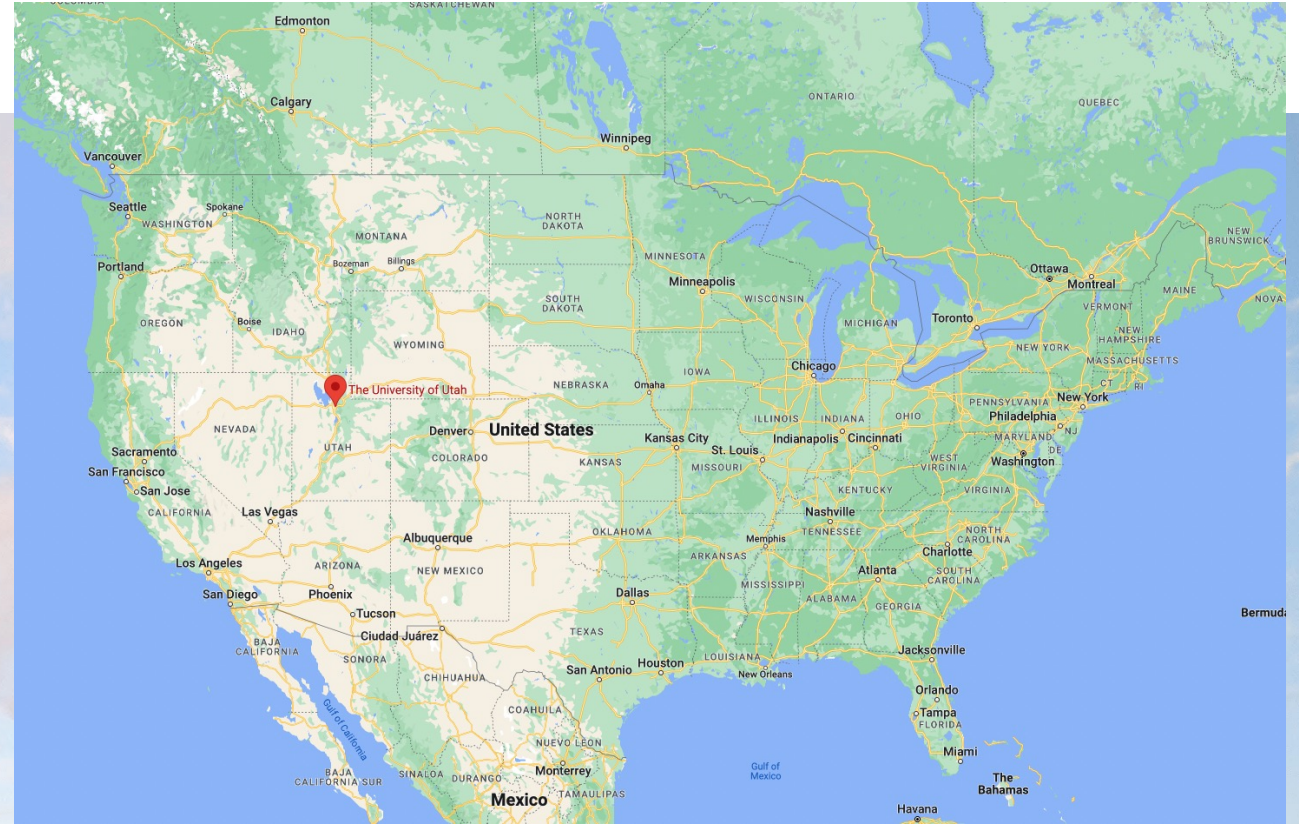 SASKATCHEWAN
Edmonton
Calgary
ONTARIO
QUEBEC
Winnipeg
Vancouver
Seattle
Spokane
WASHINGTON
NORTH
DAKOTA
MONTANA
NEW
BRUNSWICK
Portland
Bozeman
Billings
MINNESOTA
Ottawa
Montreal
Minneapolis
MAINE
SOUTH
DAKOTA
WISCONSIN
NOVA
VERMONT
OREGON
Boise
IDAHO
MICHIGAN
Toronto
NEW
HAMPSHIRE
WYOMING
NEW YORK
MASSACHUSETTS
Chicago
IOWA
The University of Utah
NEBRASKA
Omaha
CT
RI
PENNSYLVANIA
New York
Philadelphia
NJ
ILLINOIS
INDIANA
OHIO
NEVADA
Denver
United States
Kansas City
Indianapolis
Cincinnati
MARYLAND
DE
UTAH
Sacramento
St. Louis
COLORADO
KANSAS
MISSOURI
WEST
VIRGINIA
Washington
San Francisco
San Jose
KENTUCKY
VIRGINIA
CALIFORNIA
Las Vegas
Nashville
OKLAHOMA
TENNESSEE
NORTH
CAROLINA
Albuquerque
Memphis
Charlotte
Los Angeles
ARIZONA
NEW MEXICO
ARKANSAS
Atlanta
SOUTH
CAROLINA
San Diego
Phoenix
Dallas
MISSISSIPPI
ALABAMA
GEORGIA
Tucson
Bermuda
Ciudad Juárez
TEXAS
BAJA
CALIFORNIA
SONORA
Jacksonville
LOUISIANA
San Antonio
Houston
New Orleans
CHIHUAHUA
Orlando
COAHUILA
Tampa
FLORIDA
Gulf of California
NUEVO LEON
Miami
Gulf of
Mexico
Monterrey
BAJA
CALIFORNIA SUR
SINALOA
DURANGO
The
Bahamas
TAMAULIPAS
Mexico
Havana